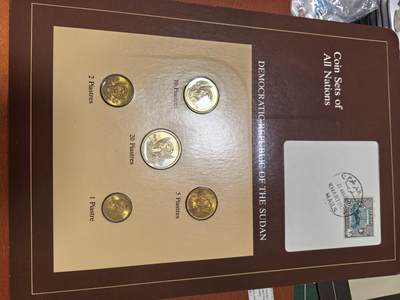 Coin Sets of
All Nations
DEMOCRATIC REPUBLIC OF THE SUDAN
2 Piastres
10 Piastres
20 Piastres
1 Piastre
5 Piastres